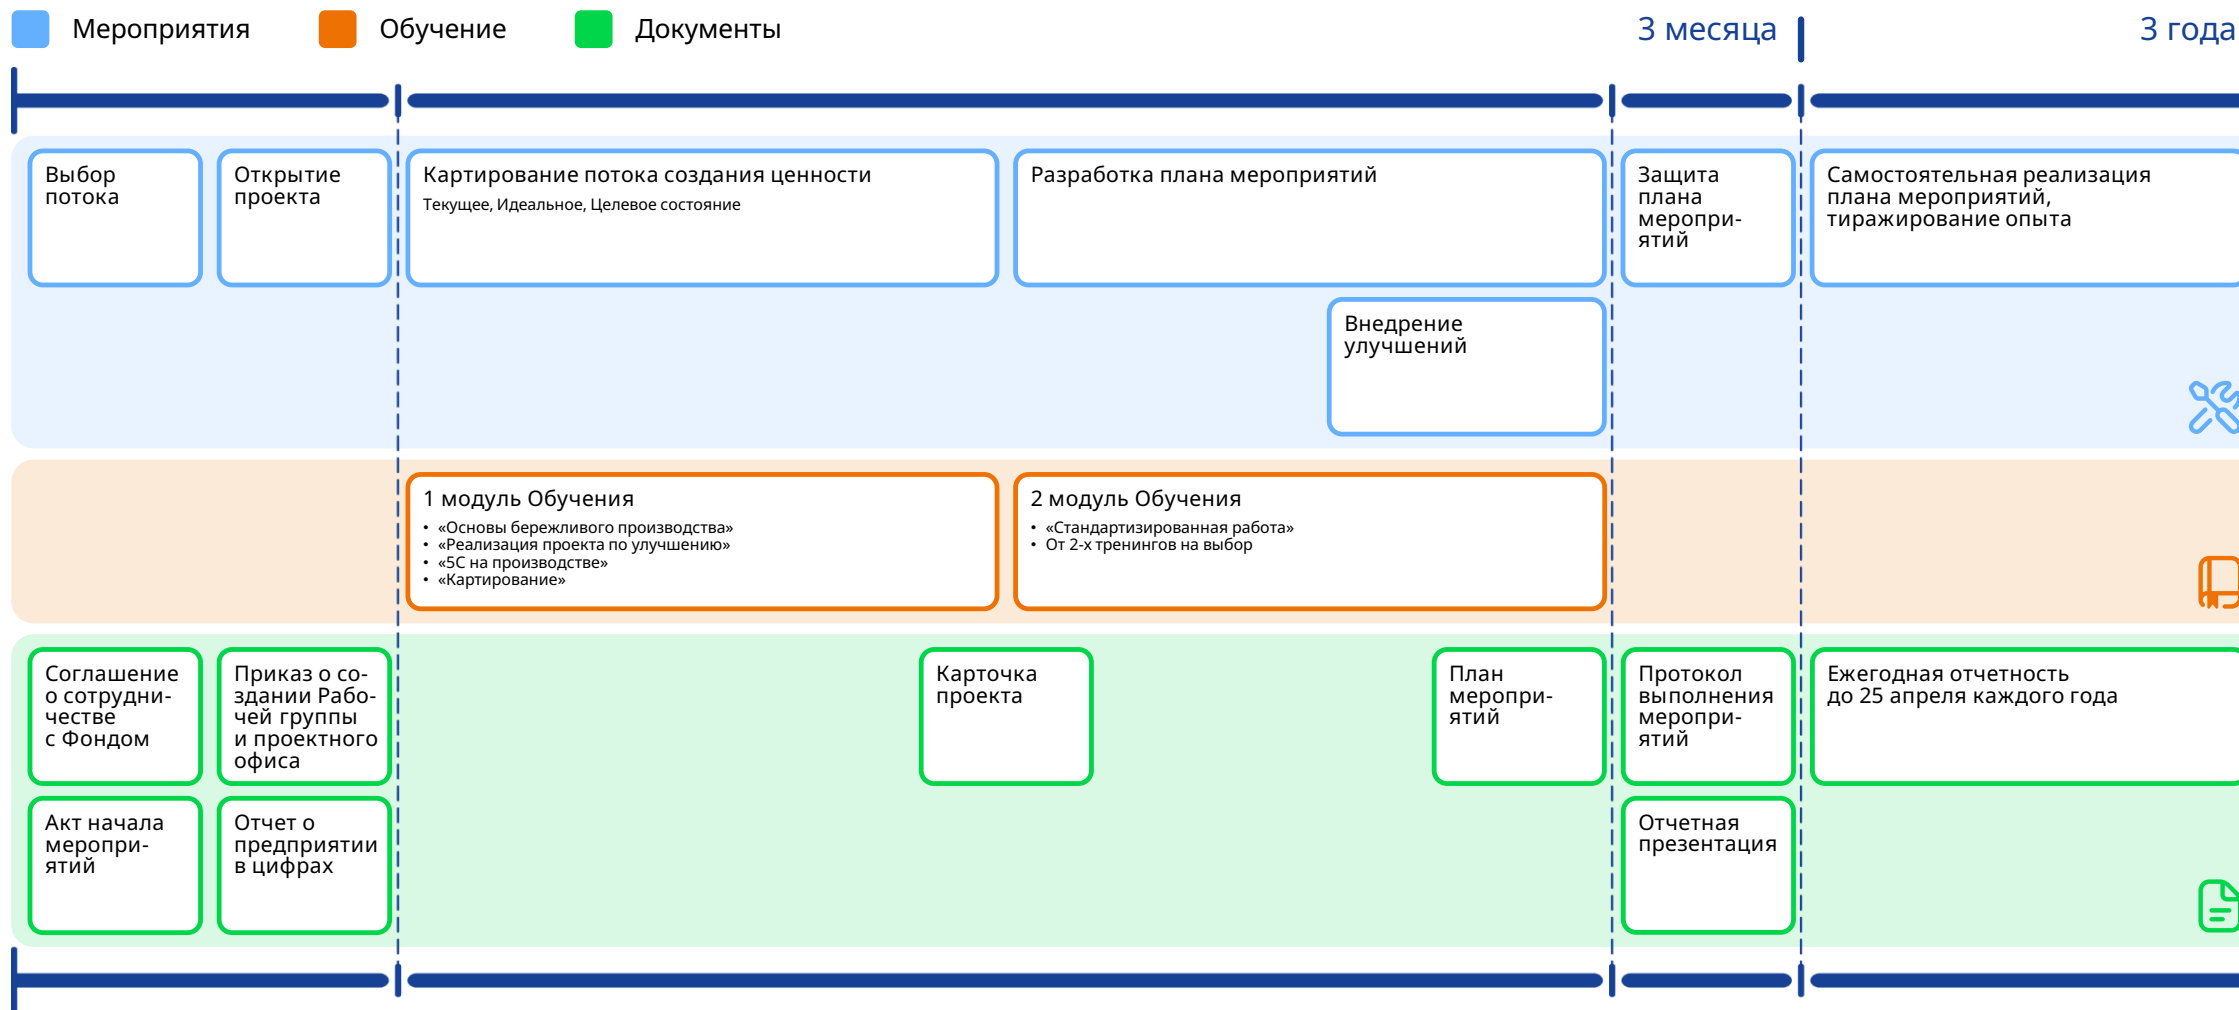 Мероприятия
Обучение
Документы
3 месяца
3 года
Выбор
потока
Открытие
проекта
Картирование потока создания ценности
Текущее, Идеальное, Целевое состояние
Разработка плана мероприятий
Защита
плана
меропри-
ятий
Самостоятельная реализация
плана мероприятий,
тиражирование опыта
Внедрение
улучшений
1 модуль Обучения
• «Основы бережливого производства»
• «Реализация проекта по улучшению»
• «5С на производстве»
• «Картирование»
2 модуль Обучения
• «Стандартизированная работа»
• От 2-х тренингов на выбор
Соглашение
о сотрудни-
честве
с Фондом
Приказ о со-
здании Рабо-
чей группы
и проектного
офиса
Карточка
проекта
План
меропри-
ятий
Протокол
выполнения
меропри-
ятий
Ежегодная отчетность
до 25 апреля каждого года
Акт начала
меропри-
ятий
Отчет о
предприятии
в цифрах
Отчетная
презентация